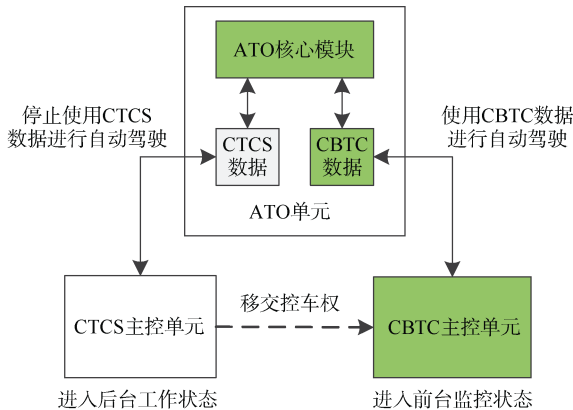 ATO核心模块
停止使用CTCS
数据进行自动驾驶
CTCS
数据
CBTC
数据
使用CBTC数据
进行自动驾驶
ATO单元
CTCS主控单元
移交控车权
CBTC主控单元
进入后台工作状态
进入前台监控状态